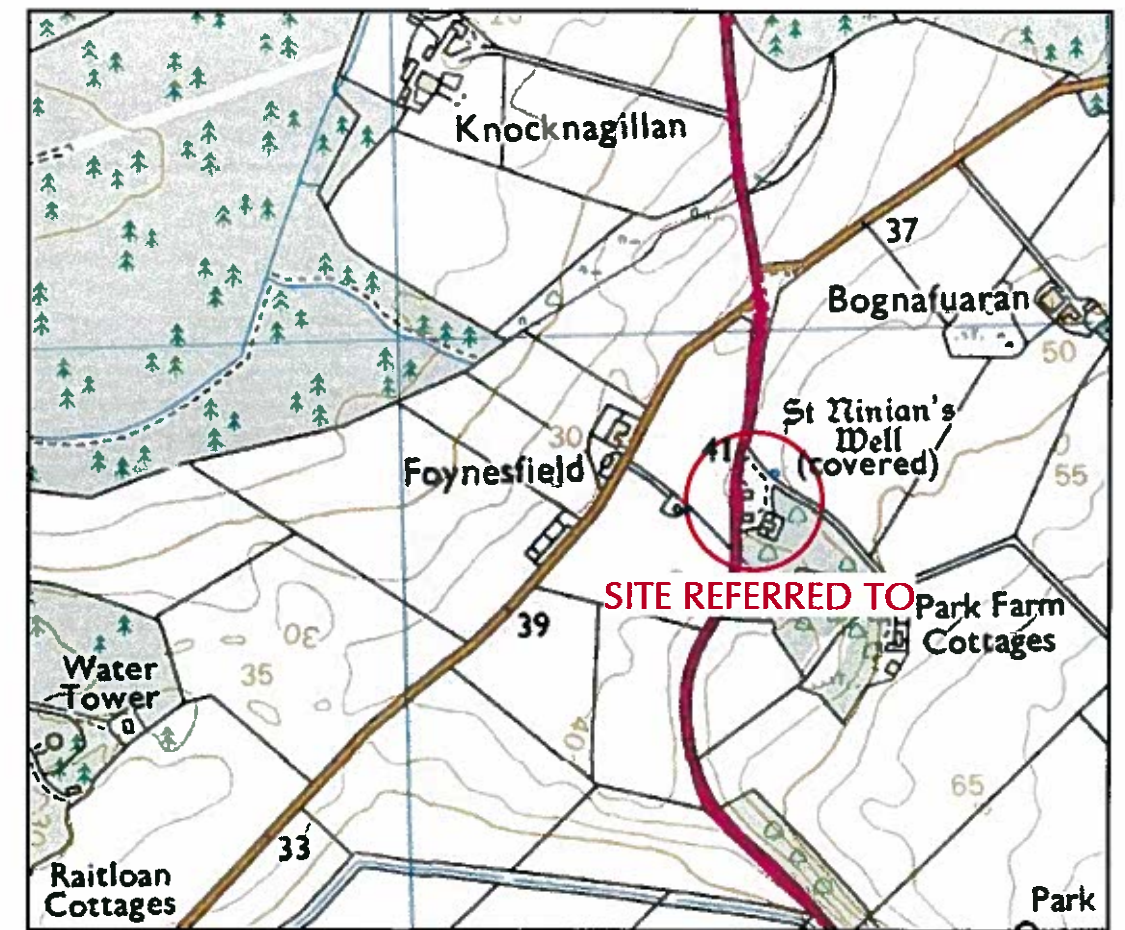 Knocknagillan
37
Bognafuaran
50
St Ninian's
Well
(covered)
41
30
Foynesfield
55
SITE REFERRED TO
Park Farm
Cottages
39
30
35
Water
Tower
40
65
33
30
Raitloan
Cottages
Park